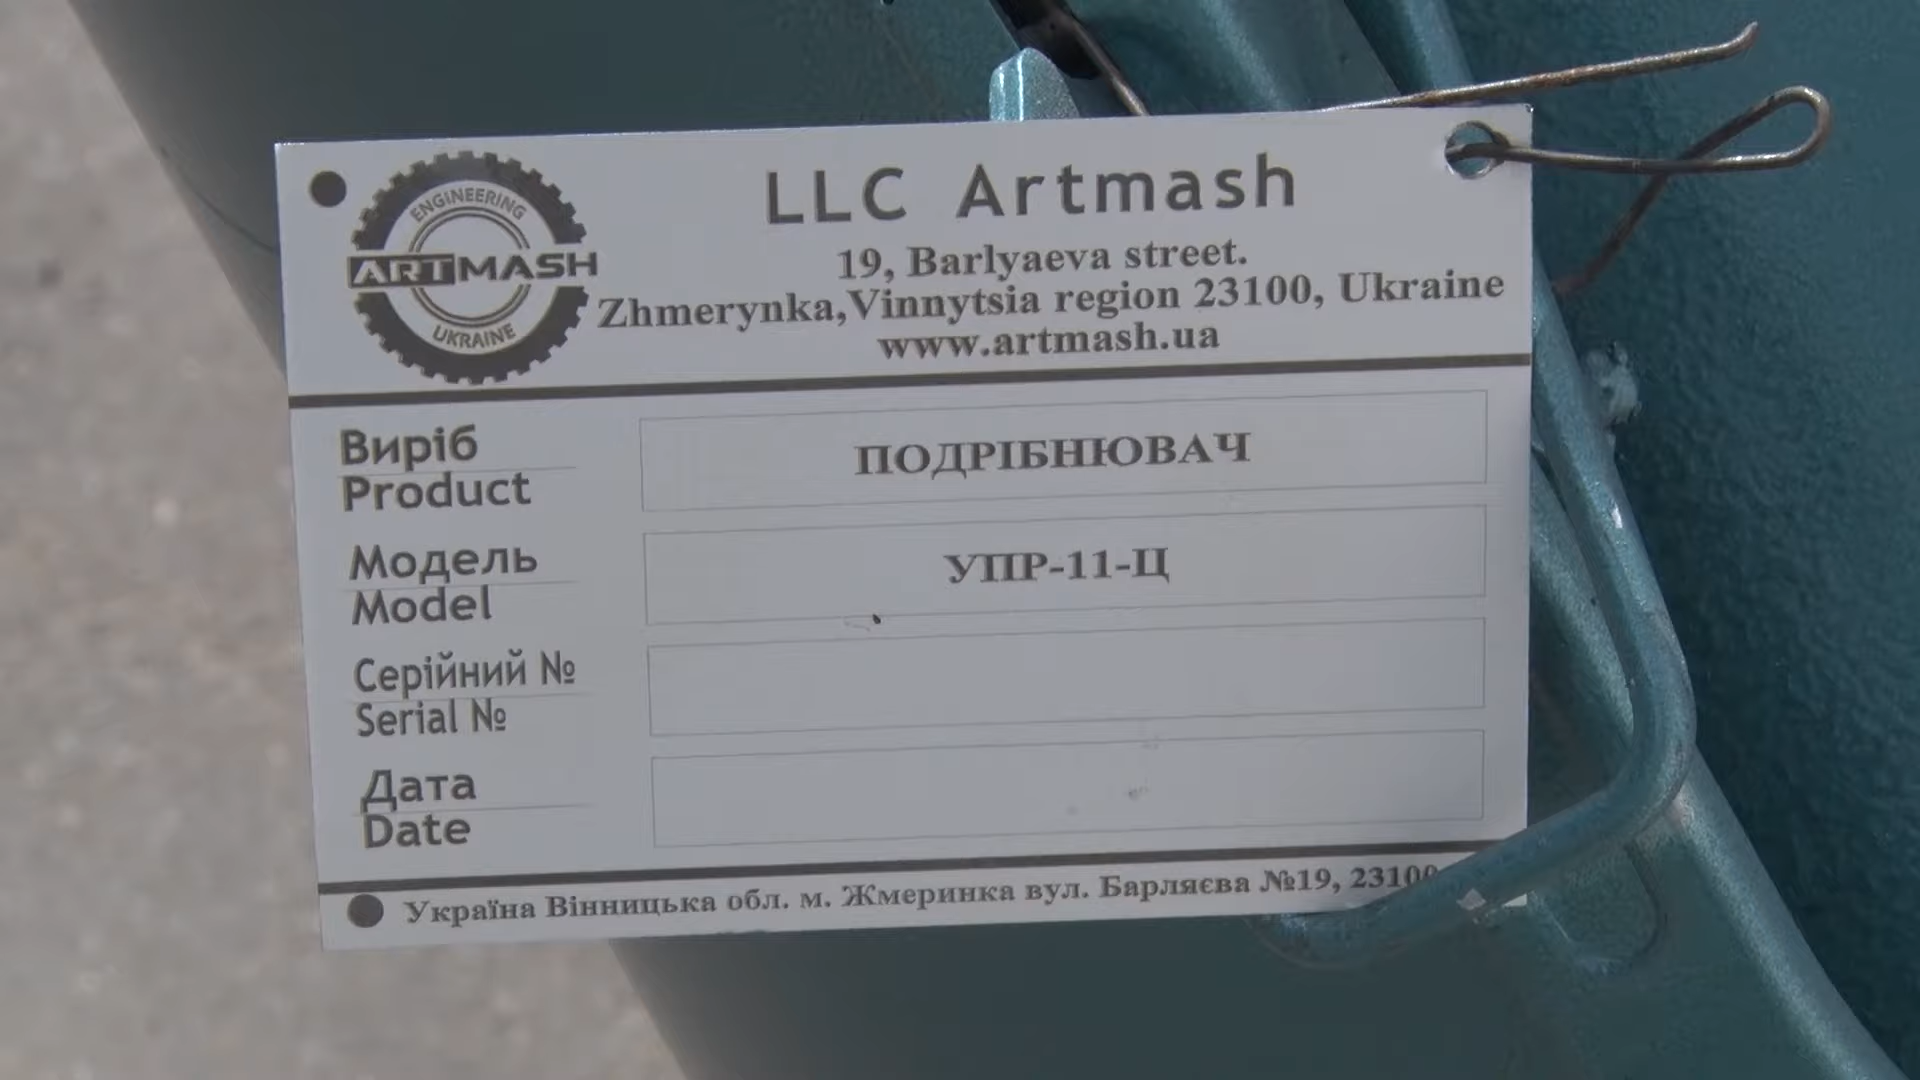 ENGINEERING
ARTMASH
UKRAINE
LLC Artmash
19, Barlyaeva street.
Zhmerynka,Vinnytsia region 23100, Ukraine
www.artmash.ua
Виріб
Product
ПОДРІБНЮВАЧ
Модель
Model
УПР-11-Ц
Серійний №
Serial №
Дата
Date
Україна Вінницька обл. м. Жмеринка вул. Барляєва №19, 23100